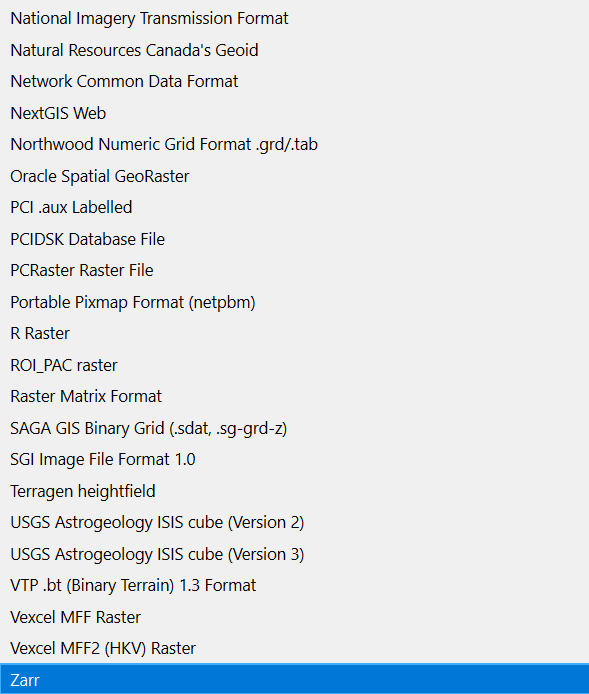 National Imagery Transmission Format
Natural Resources Canada's Geoid
Network Common Data Format
NextGIS Web
Northwood Numeric Grid Format .grd/.tab
Oracle Spatial GeoRaster
PCI .aux Labelled
PCIDSK Database File
PCRaster Raster File
Portable Pixmap Format (netpbm)
R Raster
ROI_PAC raster
Raster Matrix Format
SAGA GIS Binary Grid (.sdat, .sg-grd-z)
SGI Image File Format 1.0
Terragen heightfield
USGS Astrogeology ISIS cube (Version 2)
USGS Astrogeology ISIS cube (Version 3)
VTP .bt (Binary Terrain) 1.3 Format
Vexcel MFF Raster
Vexcel MFF2 (HKV) Raster
Zarr